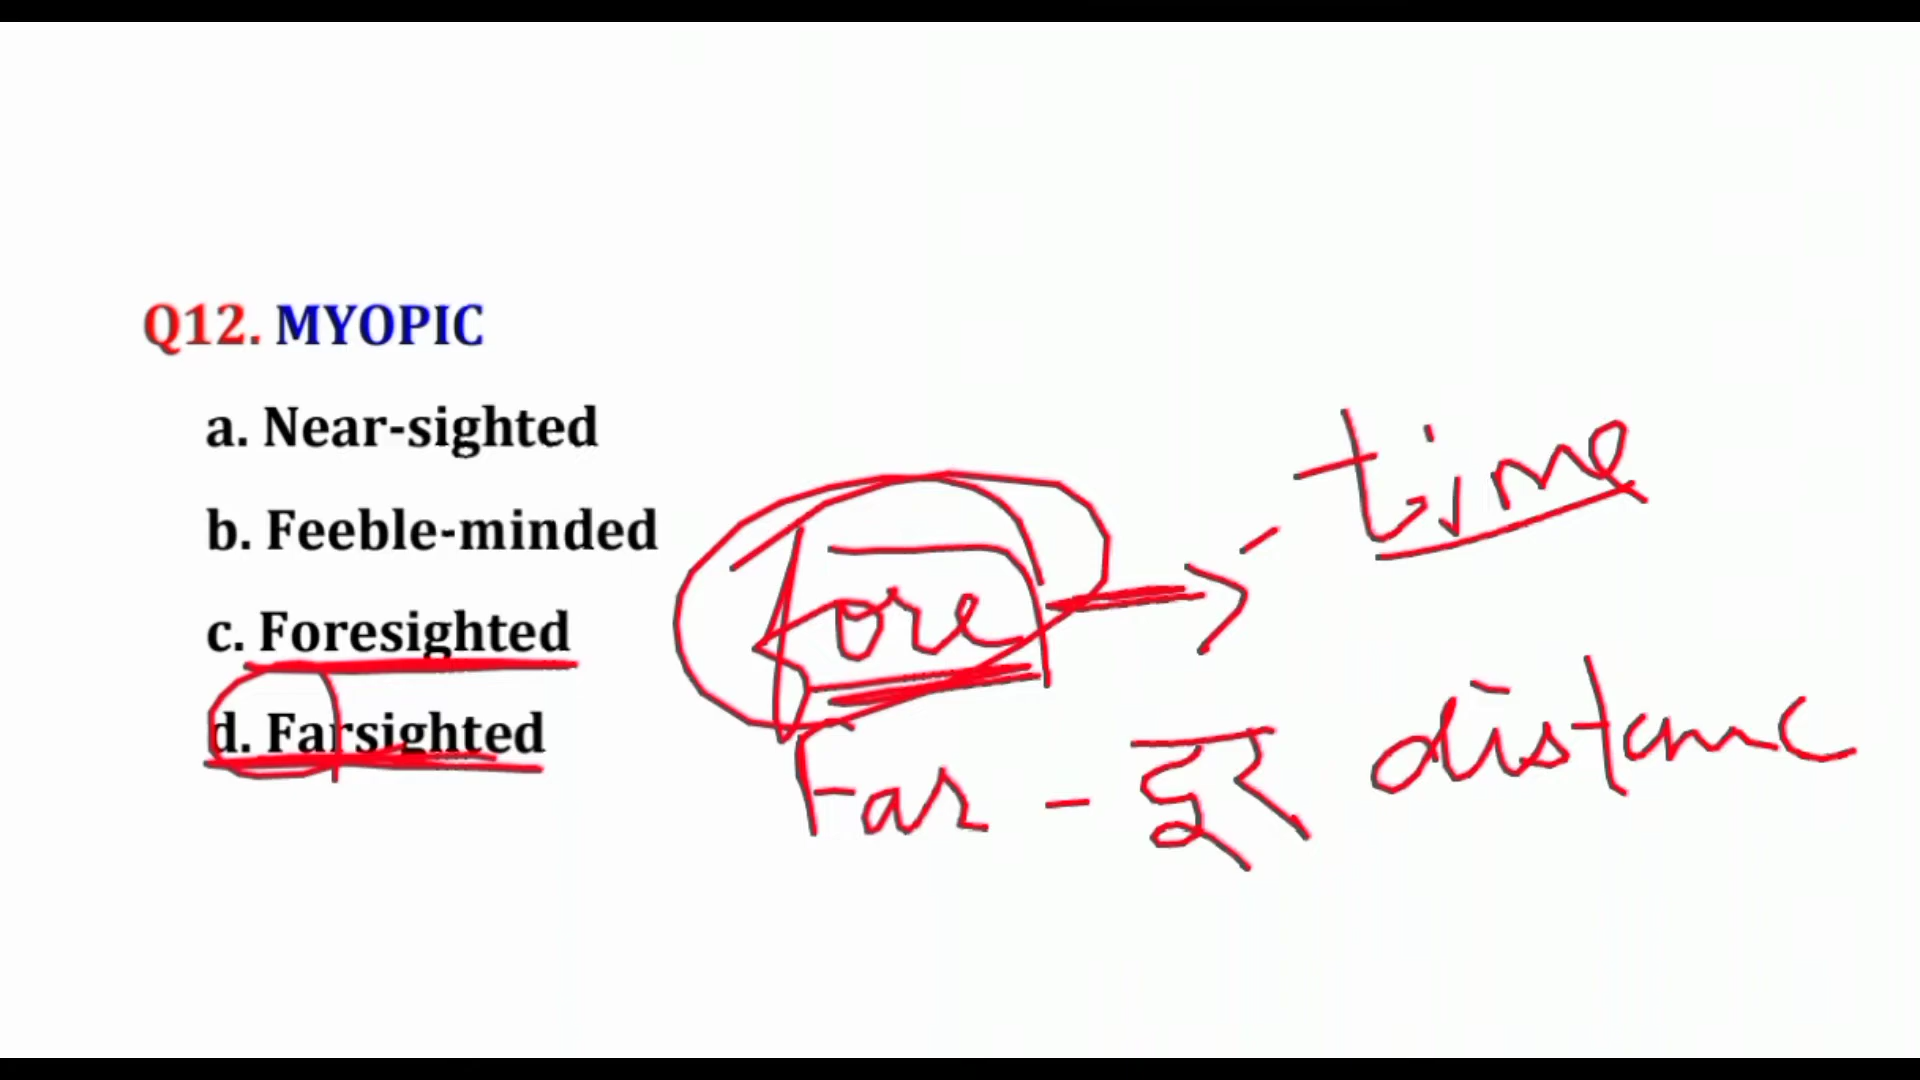 Q12. MYOPIC
a. Near-sighted
b. Feeble-minded
c. Foresighted
d. Farsighted
fore
time
Far - दूर distance